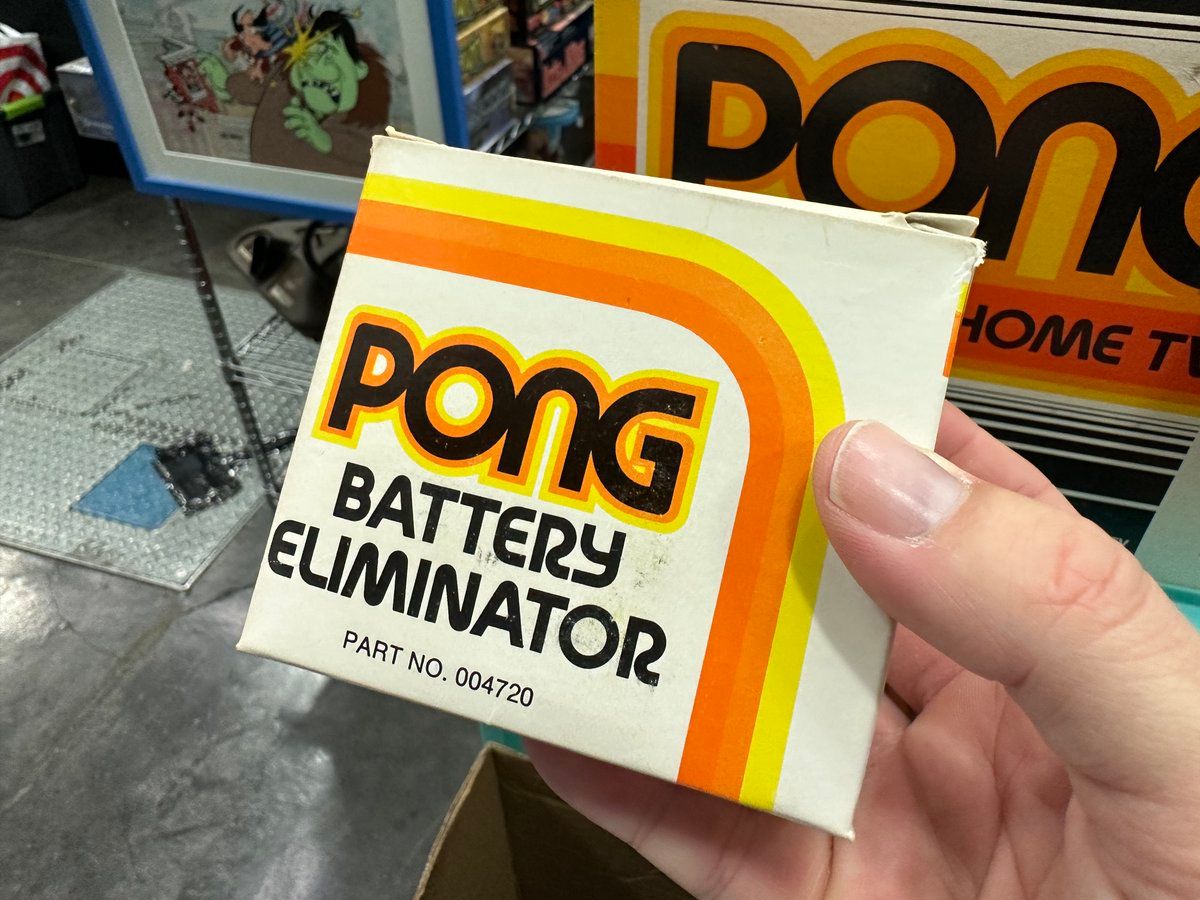 PONG
HOME TV
PONG
BATTERY
ELIMINATOR
PART NO. 004720